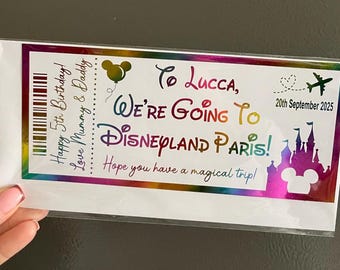 Happy 5th Birthday!
Love Mummy & Daddy
To Lucca,
We're Going To
Disneyland Paris!
Hope you have a magical trip!
20th September 2025